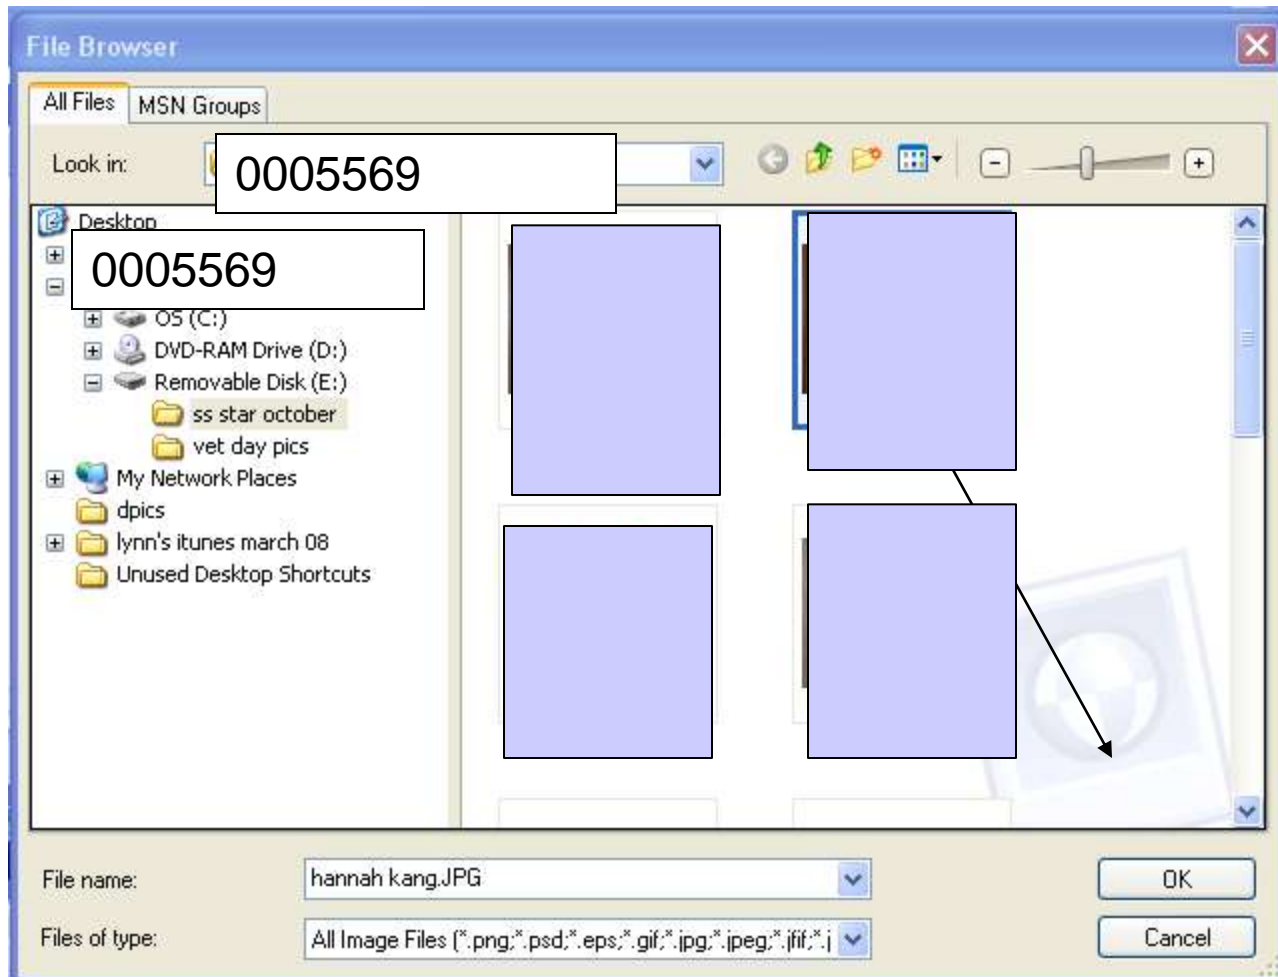 File Browser
All Files MSN Groups
Look in: 0005569
Desktop
0005569
OS (C:)
DVD-RAM Drive (D:)
Removable Disk (E:)
ss star october
vet day pics
My Network Places
dpics
lynn's itunes march 08
Unused Desktop Shortcuts
File name: hannah kang.JPG OK
Files of type: All Image Files (*.png;*.psd;*.eps;*.gif;*.jpg;*.jpeg;*.jfif;*.j Cancel